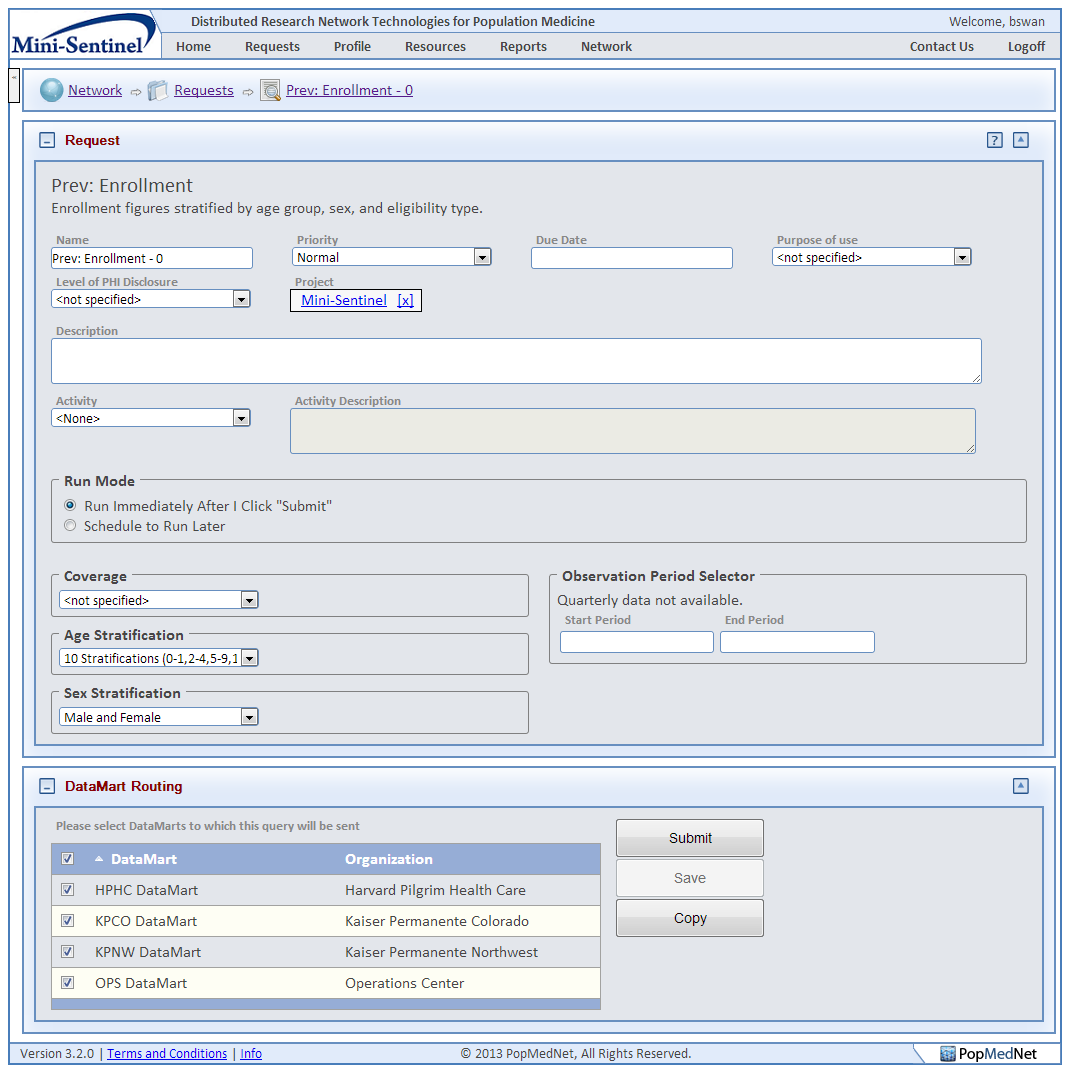 Mini-Sentinel
Distributed Research Network Technologies for Population Medicine
Welcome, bswan
Home Requests Profile Resources Reports Network Contact Us Logoff
Network ⇨ Requests ⇨ Prev: Enrollment - 0
Request
?
Prev: Enrollment
Enrollment figures stratified by age group, sex, and eligibility type.
Name Priority Due Date Purpose of use
Prev: Enrollment - 0 Normal <not specified>
Level of PHI Disclosure Project
<not specified> Mini-Sentinel [x]
Description
Activity Activity Description
<None>
Run Mode
Run Immediately After I Click "Submit"
Schedule to Run Later
Coverage Observation Period Selector
<not specified> Quarterly data not available.
Start Period End Period
Age Stratification
10 Stratifications (0-1,2-4,5-9,1
Sex Stratification
Male and Female
DataMart Routing
Please select DataMarts to which this query will be sent
DataMart Organization
HPHC DataMart Harvard Pilgrim Health Care
KPCO DataMart Kaiser Permanente Colorado
KPNW DataMart Kaiser Permanente Northwest
OPS DataMart Operations Center
Submit
Save
Copy
Version 3.2.0 | Terms and Conditions | Info © 2013 PopMedNet, All Rights Reserved. PopMedNet